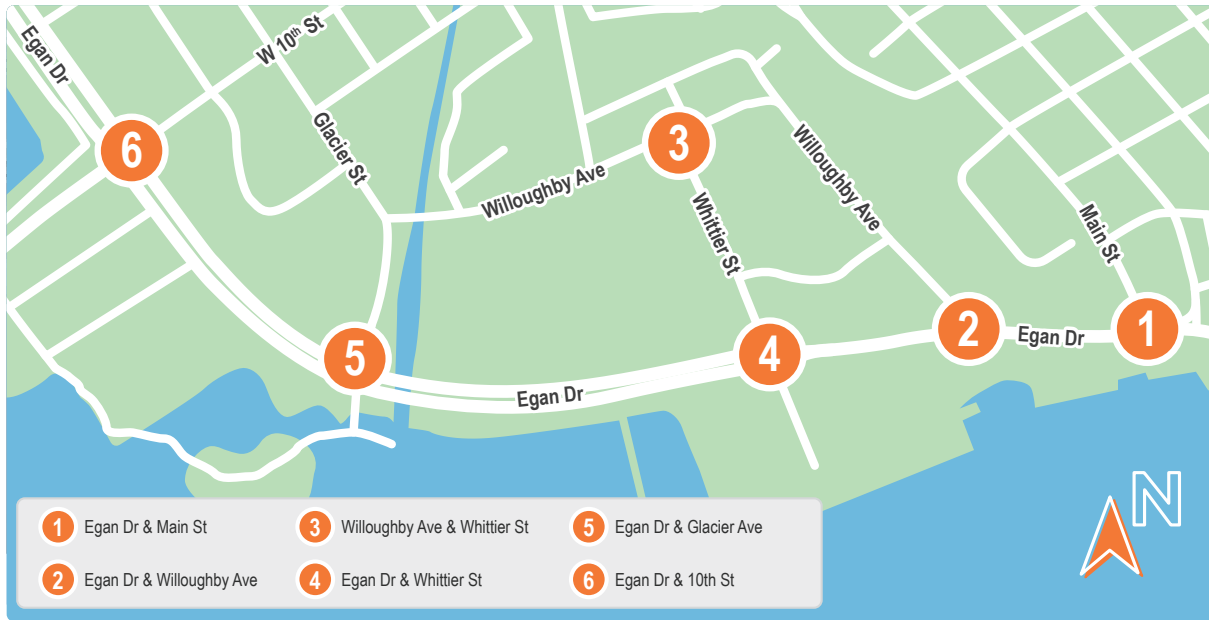 Egan Dr
W 10th St
6
Glacier St
3
Willoughby Ave
Willoughby Ave
Whittier St
Main St
5
4
2
1
Egan Dr
Egan Dr
N
1 Egan Dr & Main St
2 Egan Dr & Willoughby Ave
3 Willoughby Ave & Whittier St
4 Egan Dr & Whittier St
5 Egan Dr & Glacier Ave
6 Egan Dr & 10th St